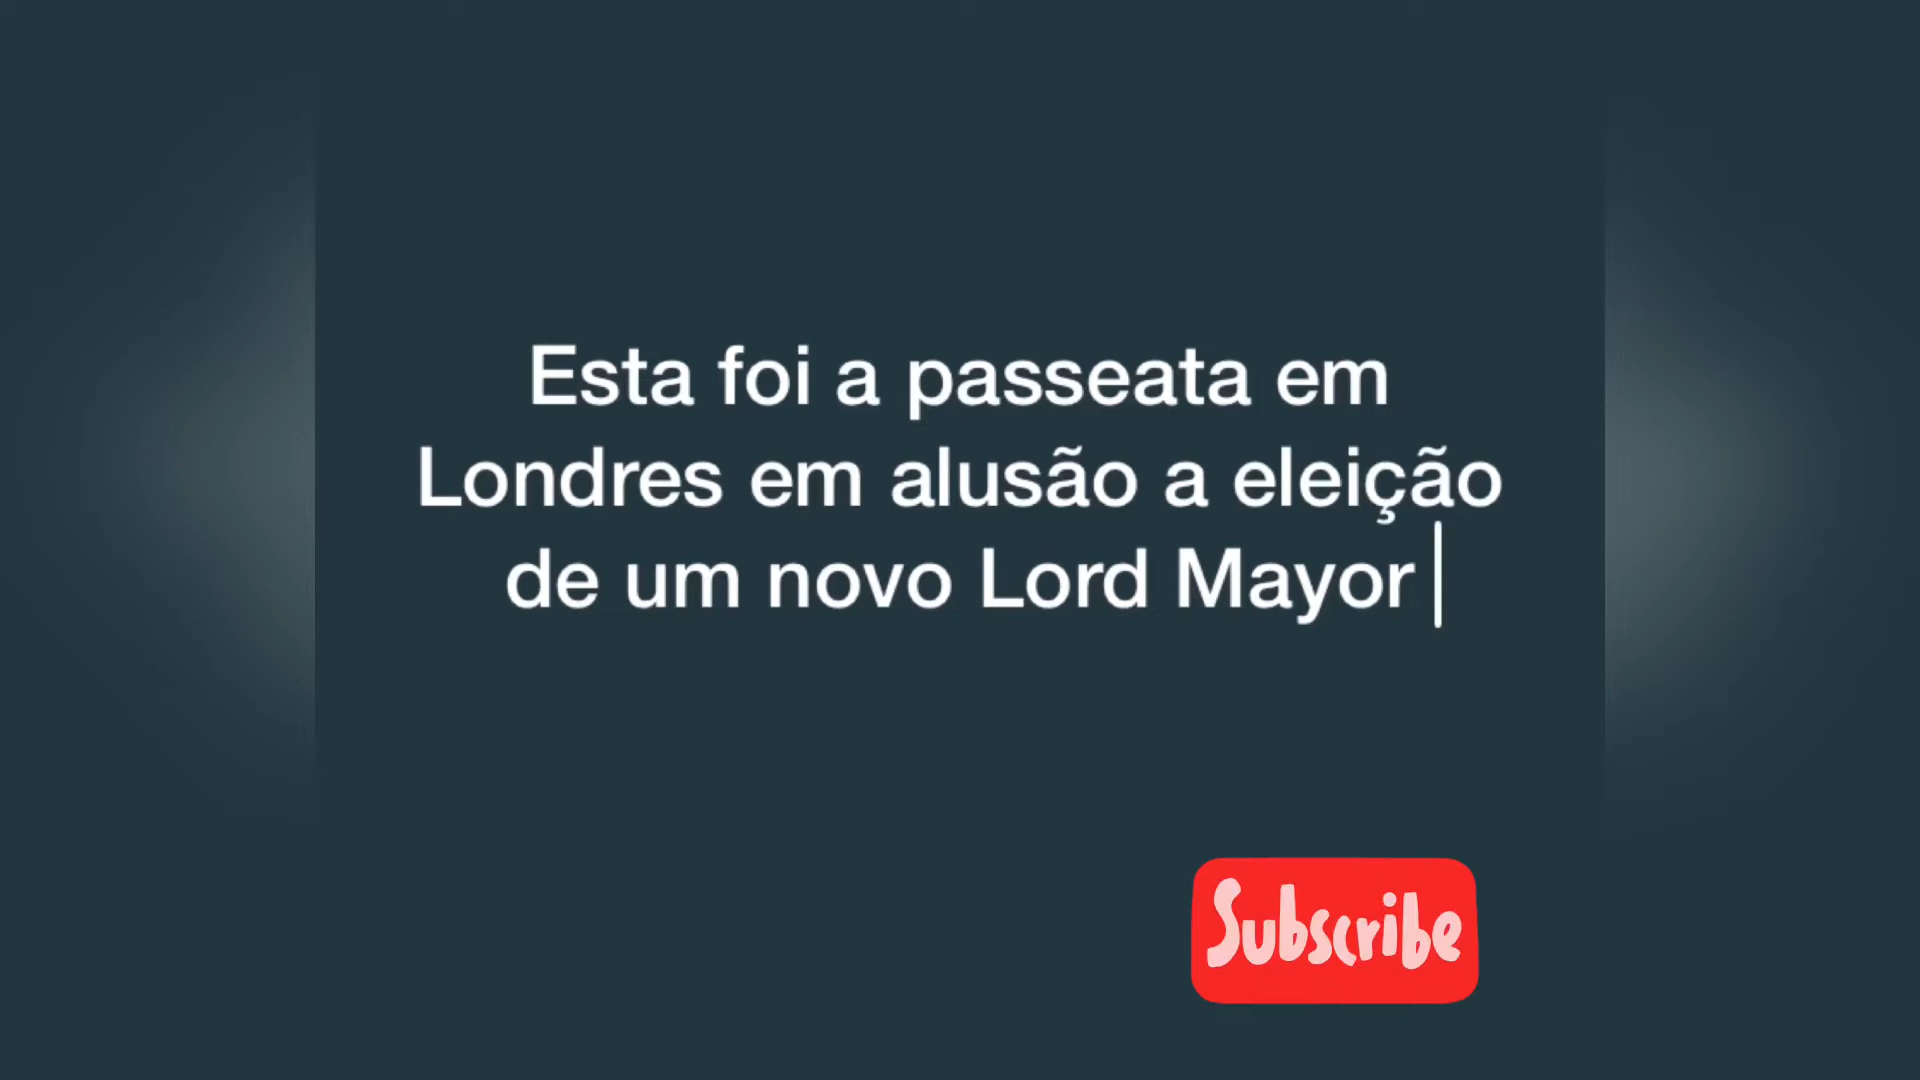 Esta foi a passeata em
Londres em alusão a eleição
de um novo Lord Mayor
Subscribe